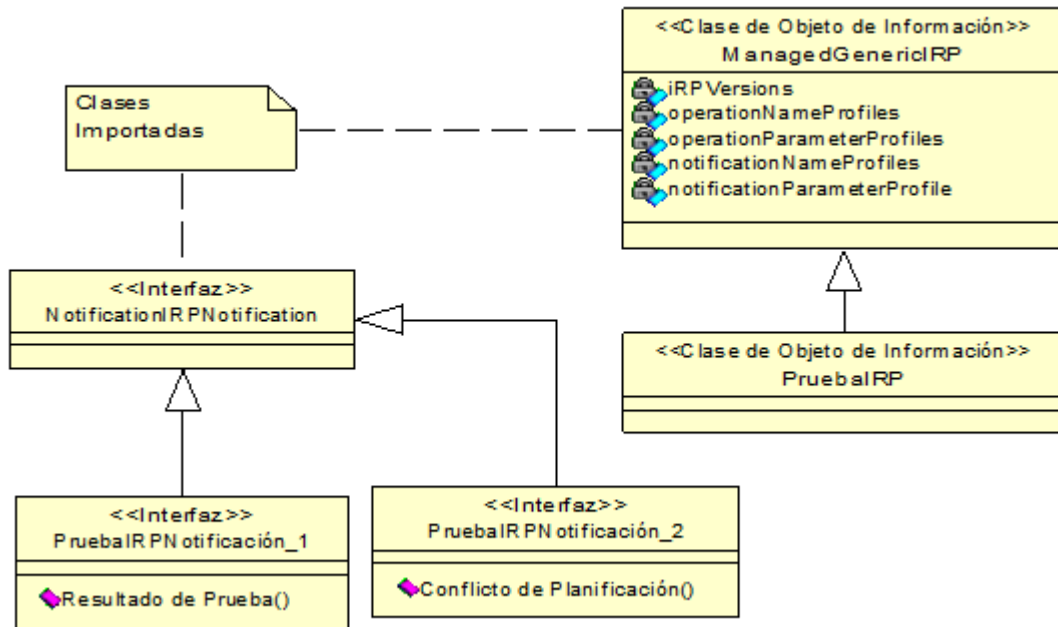 <<Clase de Objeto de Información>>
ManagedGenericIRP
iRPVersions
operationNameProfiles
operationParameterProfiles
notificationNameProfiles
notificationParameterProfile
Clases
Importadas
<<Interfaz>>
NotificationIRPNotification
<<Clase de Objeto de Información>>
PruebaIRP
<<Interfaz>>
PruebaIRPNotificación_1
Resultado de Prueba()
<<Interfaz>>
PruebaIRPNotificación_2
Conflicto de Planificación()